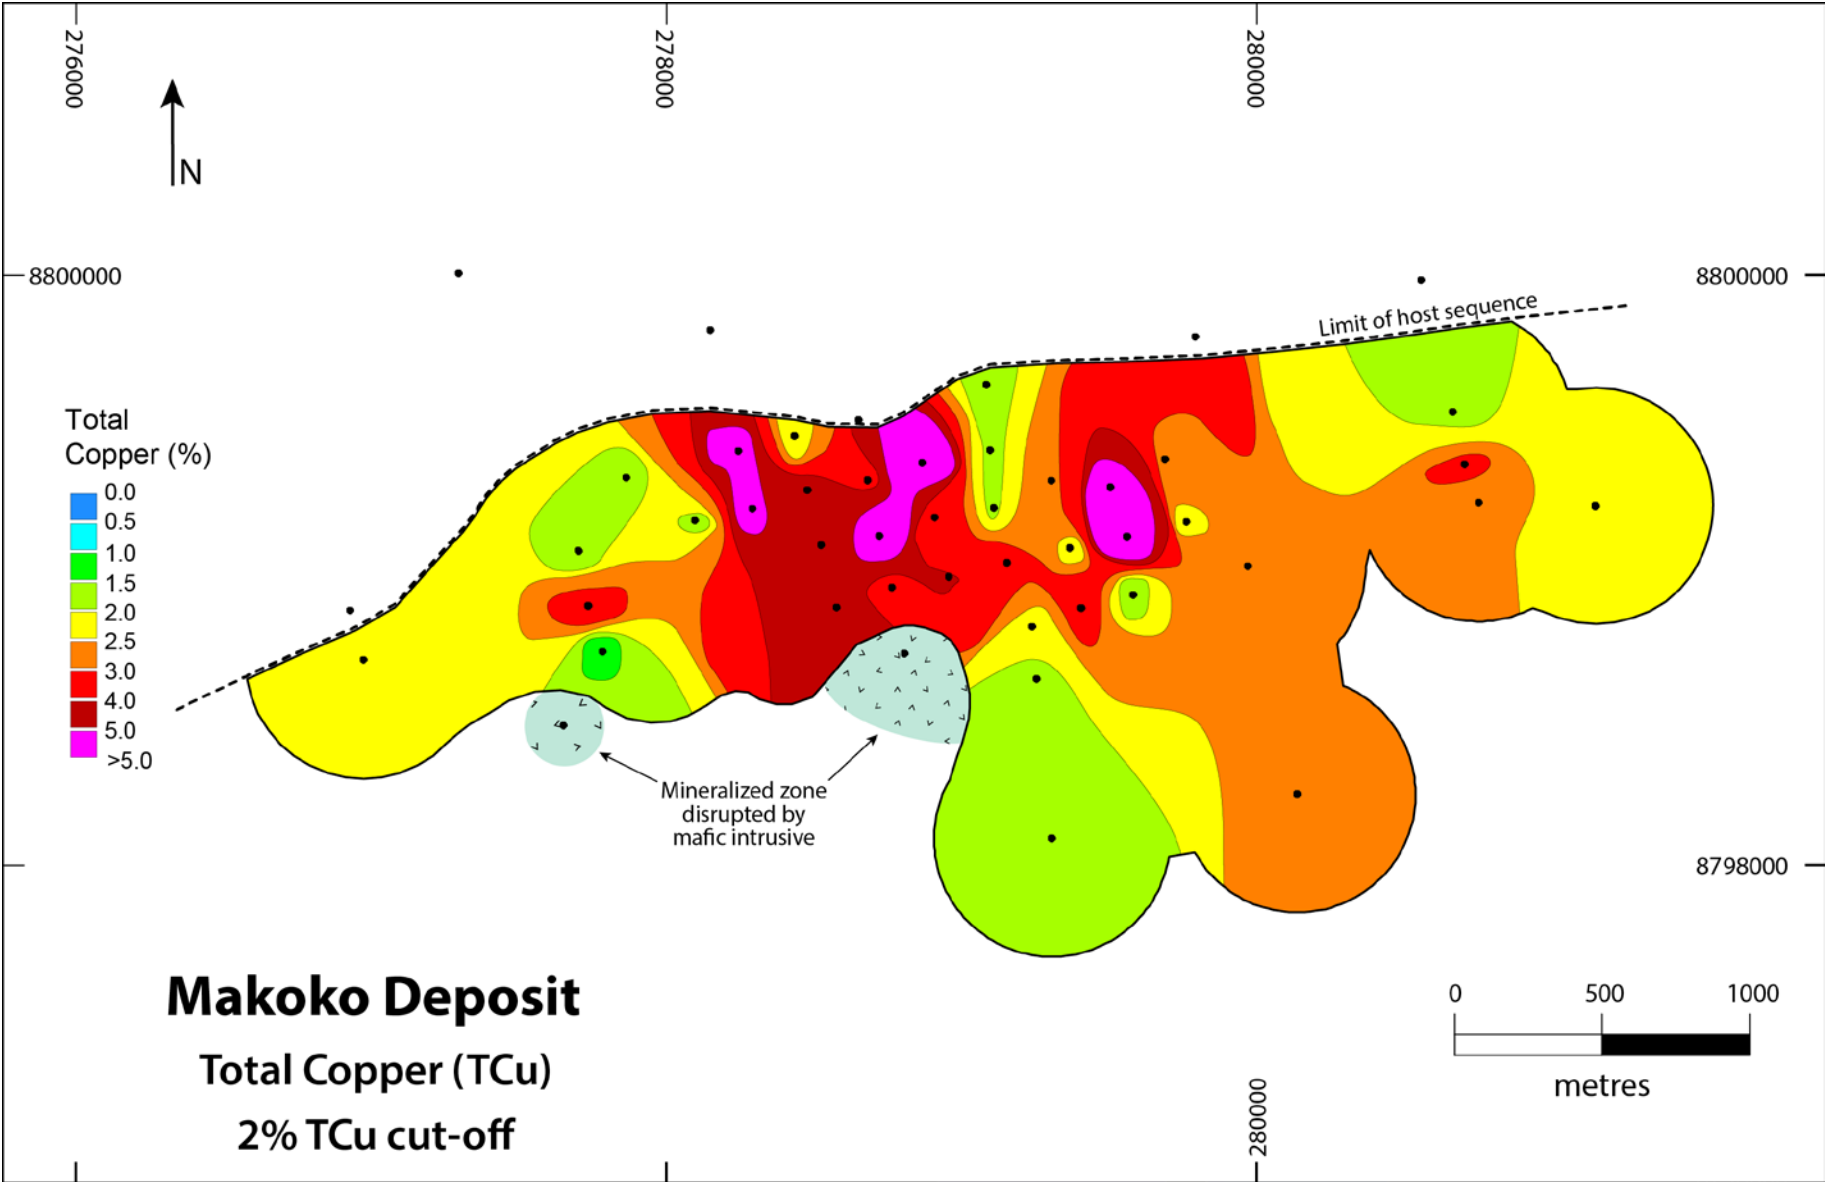 276000
278000
280000
N
8800000
8800000
Limit of host sequence
Total
Copper (%)
0.0
0.5
1.0
1.5
2.0
2.5
3.0
4.0
5.0
>5.0
Mineralized zone
disrupted by
mafic intrusive
8798000
Makoko Deposit
Total Copper (TCu)
2% TCu cut-off
0 500 1000
metres
280000